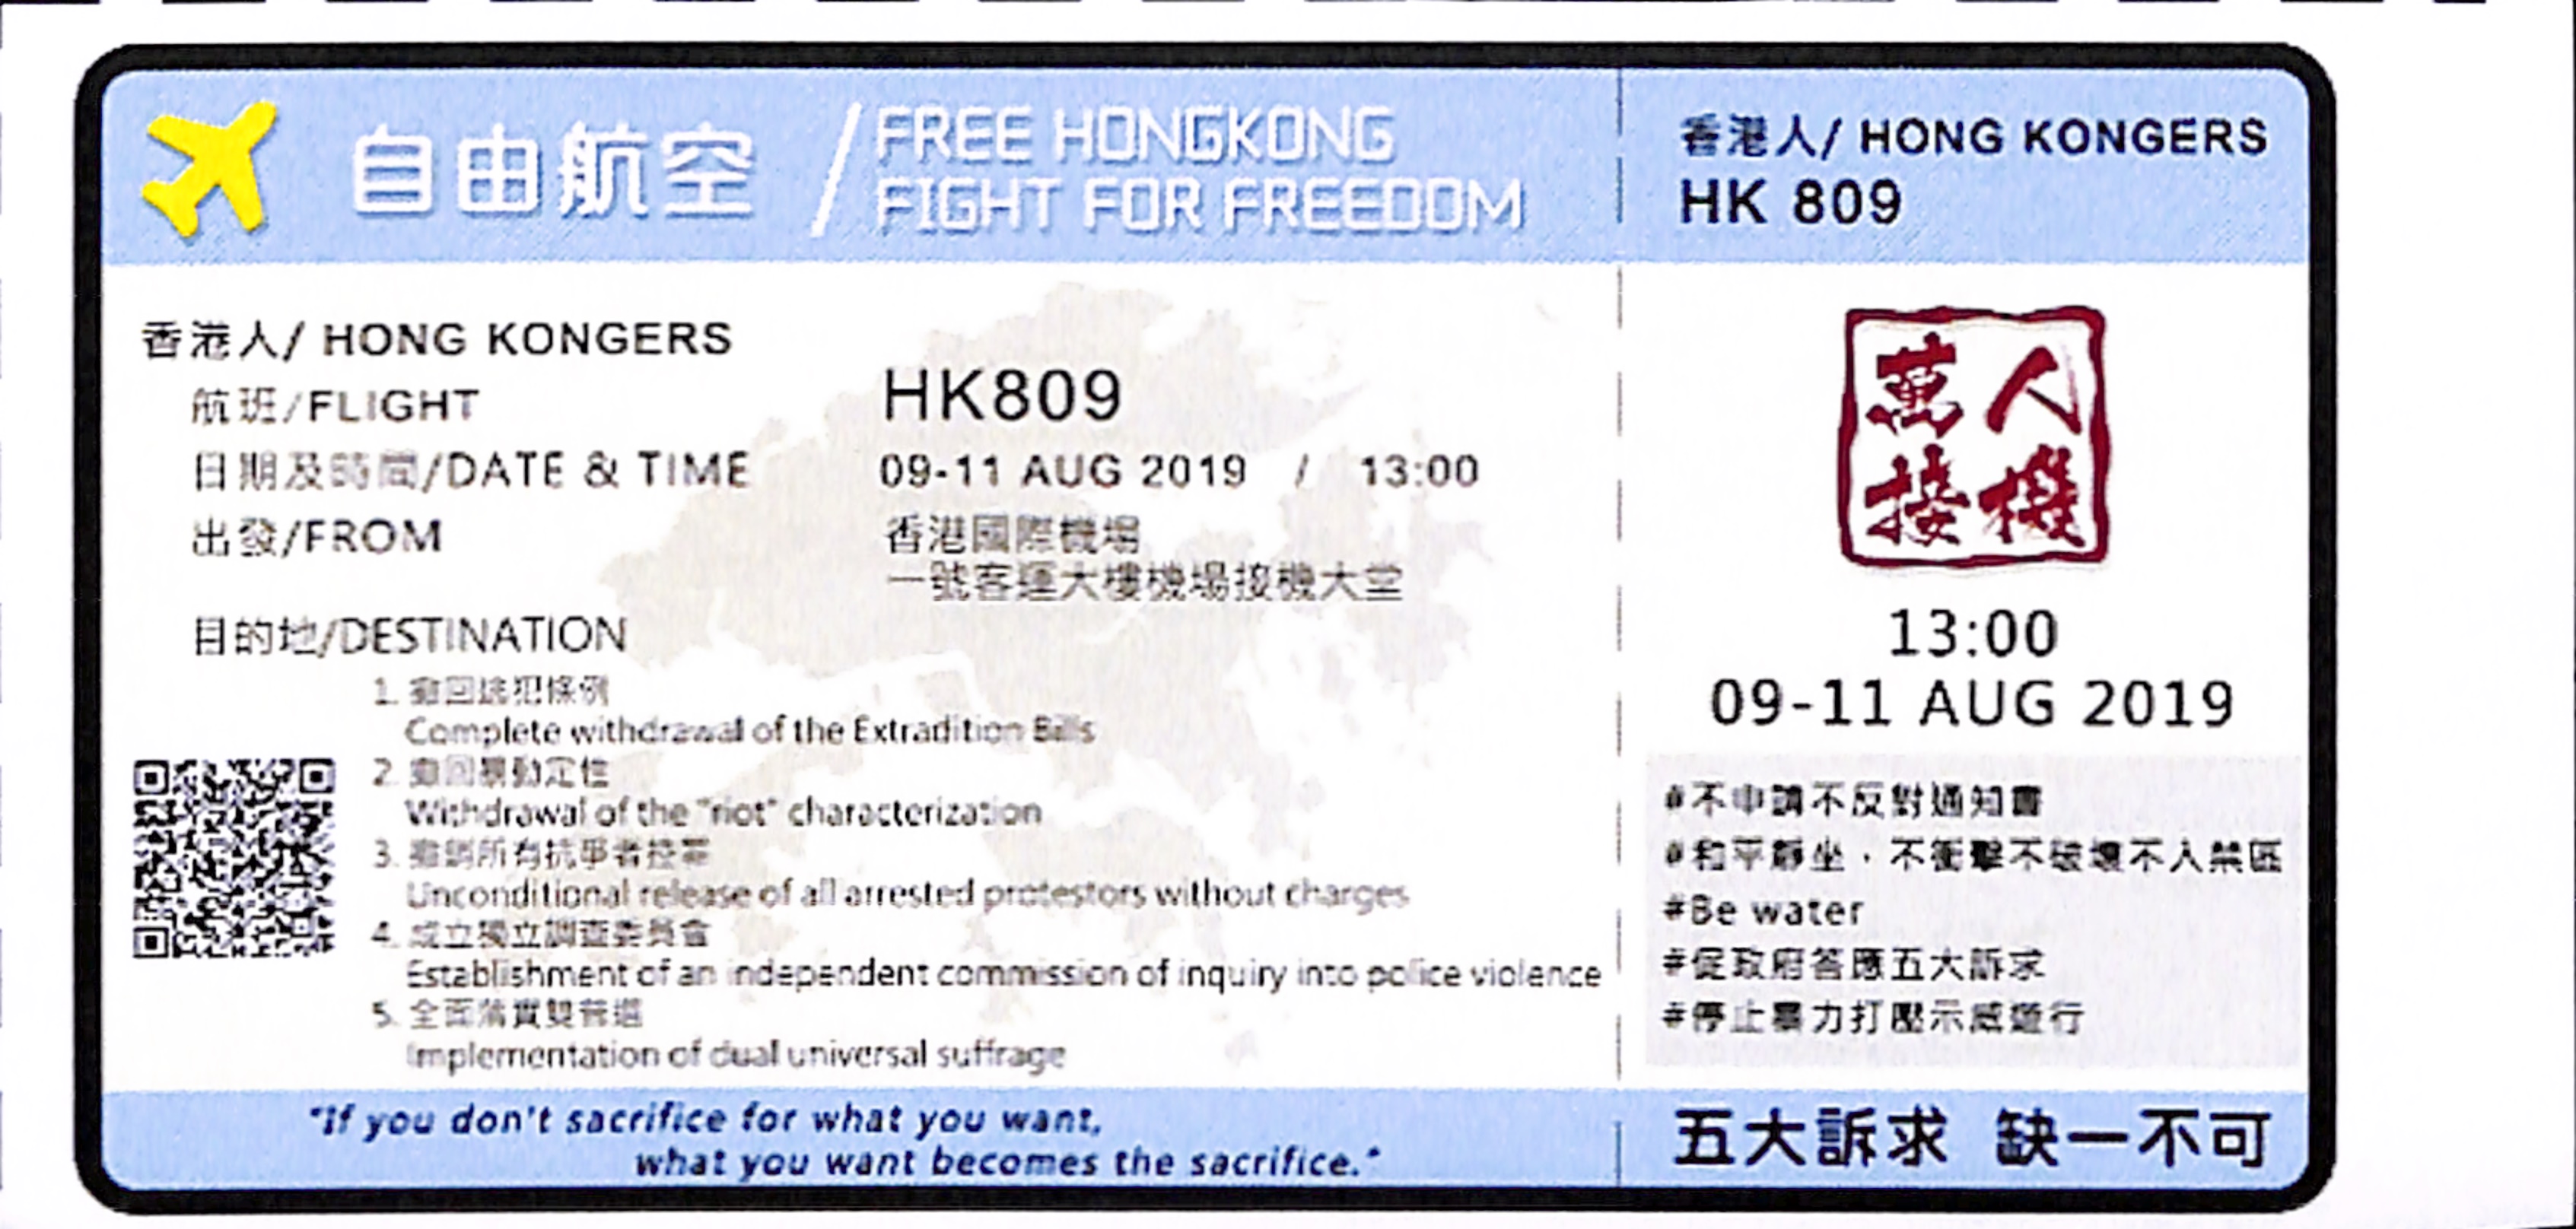 自由航空 / FREE HONGKONG
FIGHT FOR FREEDOM
香港人/ HONG KONGERS
航班/FLIGHT HK809
日期及時間/DATE & TIME 09-11 AUG 2019 / 13:00
出發/FROM 香港國際機場
一號客運大樓機場接機大堂
目的地/DESTINATION
1. 撤回逃犯條例
Complete withdrawal of the Extradition Bills
2. 撤回暴動定性
Withdrawal of the "riot" characterization
3. 撤銷所有抗爭者控罪
Unconditional release of all arrested protestors without charges
4. 成立獨立調查委員會
Establishment of an independent commission of inquiry into police violence
5. 全面落實雙普選
Implementation of dual universal suffrage
"If you don't sacrifice for what you want,
what you want becomes the sacrifice."
香港人/ HONG KONGERS
HK 809
萬人
接機
13:00
09-11 AUG 2019
#不申請不反對通知書
#和平靜坐，不衝擊不破壞不入禁區
#Be water
#促政府答應五大訴求
#停止暴力打壓示威遊行
五大訴求 缺一不可